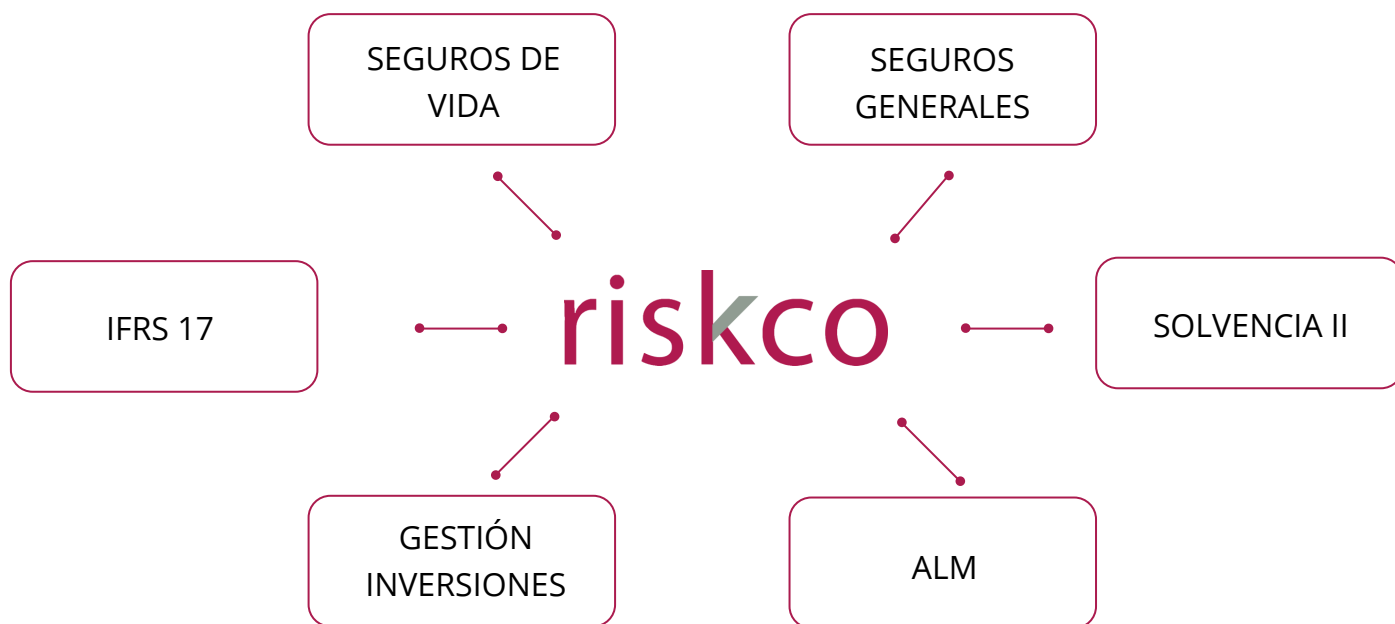 SEGUROS DE
VIDA
SEGUROS
GENERALES
IFRS 17
riskco
SOLVENCIA II
GESTIÓN
INVERSIONES
ALM